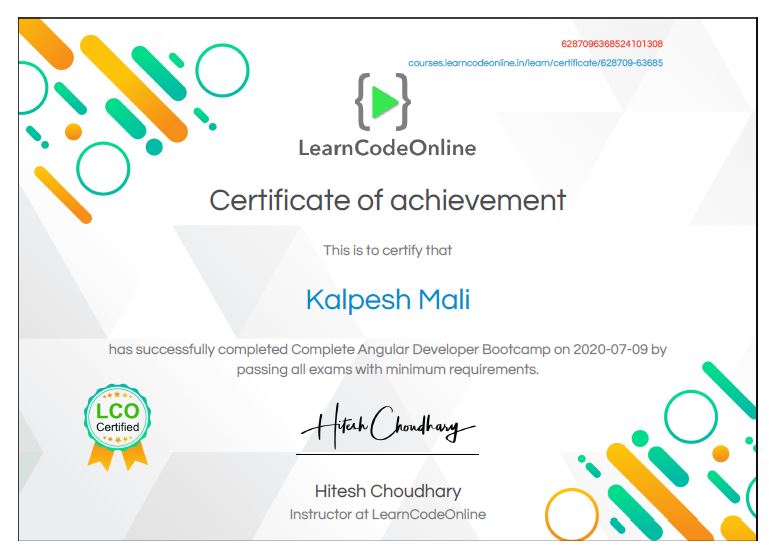 6287096368524101308
courses.learncodeonline.in/learn/certificate/628709-63685
{▶}
LearnCodeOnline
Certificate of achievement
This is to certify that
Kalpesh Mali
has successfully completed Complete Angular Developer Bootcamp on 2020-07-09 by
passing all exams with minimum requirements.
LCO
Certified
Hitesh Choudhary
Hitesh Choudhary
Instructor at LearnCodeOnline